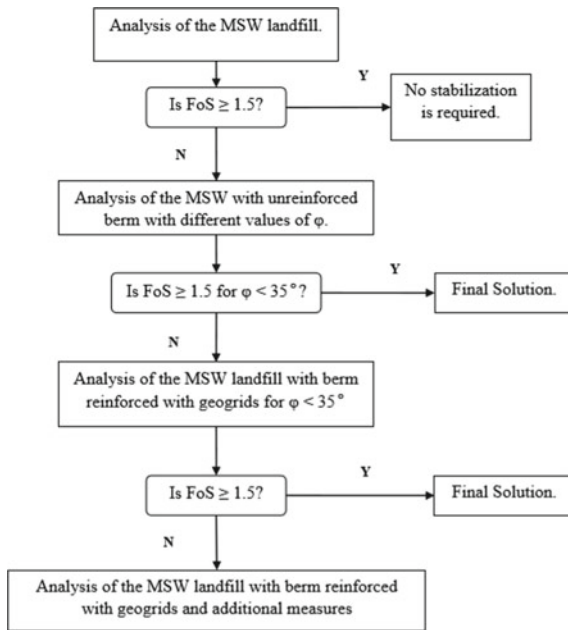 Analysis of the MSW landfill.
Y
Is FoS ≥ 1.5?
No stabilization
is required.
N
Analysis of the MSW with unreinforced
berm with different values of φ.
Y
Is FoS ≥ 1.5 for φ < 35°?
Final Solution.
N
Analysis of the MSW landfill with berm
reinforced with geogrids for φ < 35°
Y
Is FoS ≥ 1.5?
Final Solution.
N
Analysis of the MSW landfill with berm reinforced
with geogrids and additional measures